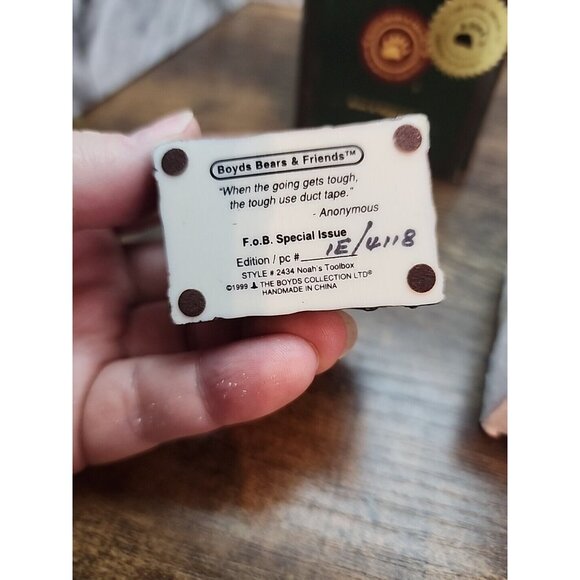 Boyds Bears & Friends™
"When the going gets tough,
the tough use duct tape."
- Anonymous
F.o.B. Special Issue
Edition / pc # 1E/4118
STYLE # 2434 Noah's Toolbox
©1999 THE BOYDS COLLECTION LTD®
HANDMADE IN CHINA